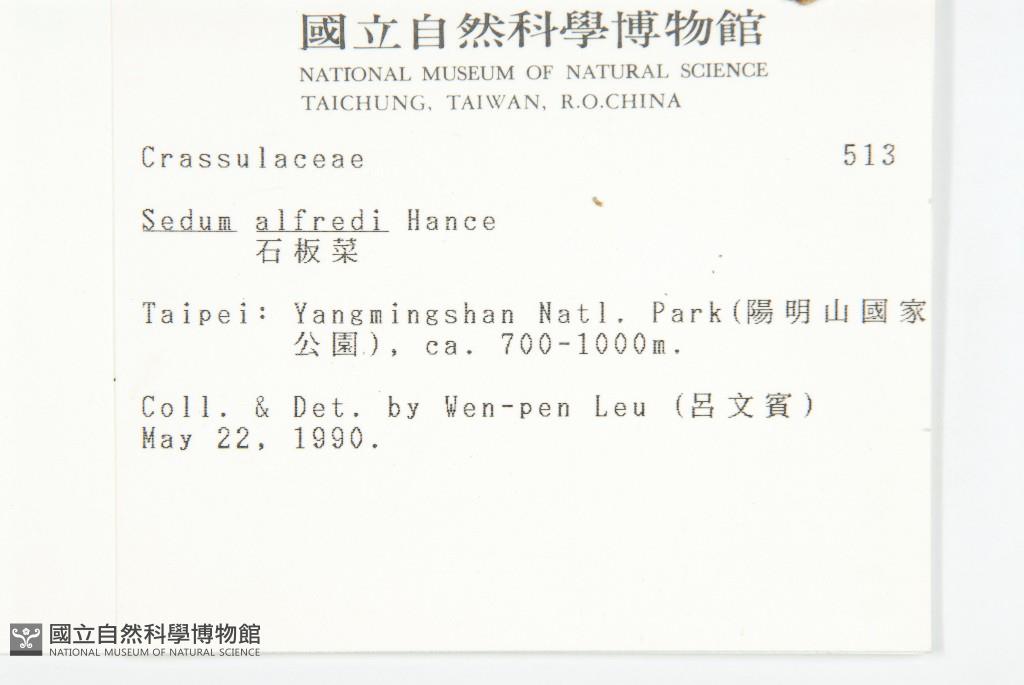 國立自然科學博物館
NATIONAL MUSEUM OF NATURAL SCIENCE
TAICHUNG, TAIWAN, R.O.CHINA
Crassulaceae 513
Sedum alfredi Hance
石板菜
Taipei: Yangmingshan Natl. Park(陽明山國家
公園), ca. 700-1000m.
Coll. & Det. by Wen-pen Leu (呂文賓)
May 22, 1990.
國立自然科學博物館
NATIONAL MUSEUM OF NATURAL SCIENCE